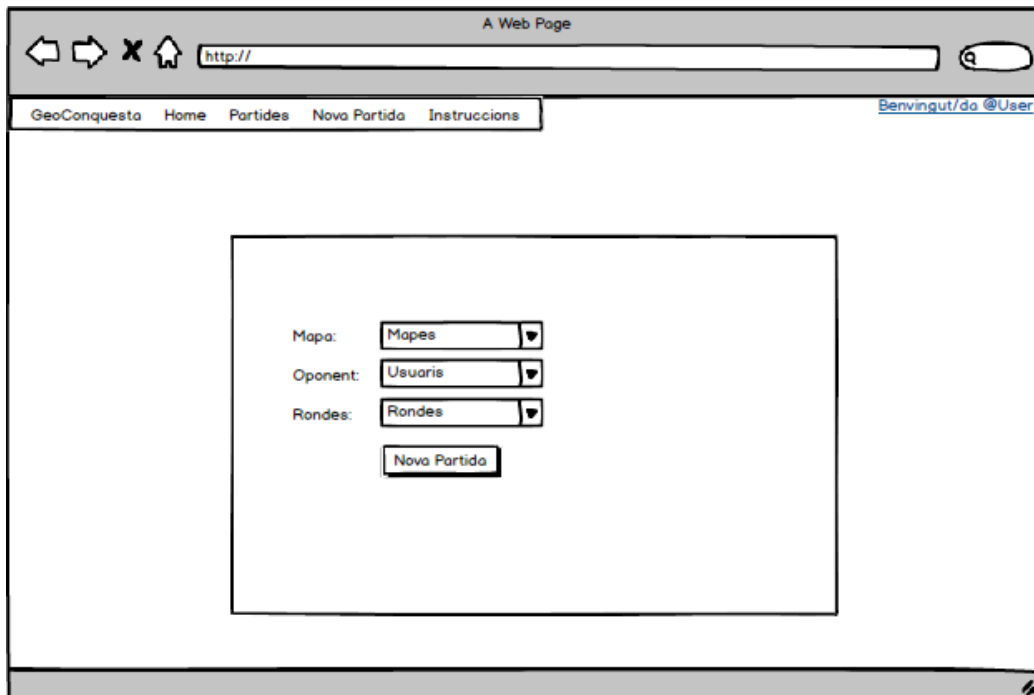 A Web Page
http://
GeoConquesta Home Partides Nova Partida Instruccions
Benvingut/da @User
Mapa: Mapes
Oponent: Usuaris
Rondes: Rondes
Nova Partida